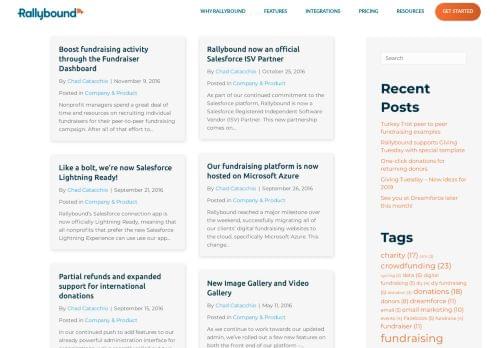 Rallybound
WHY RALLYBOUND
FEATURES
INTEGRATIONS
PRICING
RESOURCES
GET STARTED
Boost fundraising activity
through the Fundraiser
Dashboard
By Chad Catacchio | November 9, 2016
Posted in Company & Product
Nonprofit managers spend a great deal of
time and resources on recruiting individual
fundraisers for their peer-to-peer fundraising
campaign. After all of that effort to...
Like a bolt, we're now Salesforce
Lightning Ready!
By Chad Catacchio | September 21, 2016
Posted in Company & Product
Rallybound's Salesforce connection app is
now officially Lightning Ready, meaning that
all nonprofits that prefer the new Salesforce
Lightning Experience can use use our app...
Partial refunds and expanded
support for international
donations
By Chad Catacchio | September 15, 2016
Posted in Company & Product
In our continued push to add features to our
already powerful administration interface for
Rallybound now an official
Salesforce ISV Partner
By Chad Catacchio | October 25, 2016
Posted in Company & Product
As part of our continued commitment to the
Salesforce platform, Rallybound is now a
Salesforce Registered Independent Software
Vendor (ISV) Partner. This new partnership
comes on...
Our fundraising platform is now
hosted on Microsoft Azure
By Chad Catacchio | September 26, 2016
Posted in Company & Product
Rallybound reached a major milestone over
the weekend, successfully migrating all of
our clients' digital fundraising websites to
the cloud, specifically Microsoft Azure. This
change...
New Image Gallery and Video
Gallery
By Chad Catacchio | May 11, 2016
Posted in Company & Product
As we continue to work towards our updated
admin, we've rolled out a few new features on
both the front end of our platform –
Search
Recent
Posts
Turkey Trot peer to peer
fundraising examples
Rallybound supports Giving
Tuesday with special template
One-click donations for
returning donors
Giving Tuesday – New ideas for
2019
See you at Dreamforce later
this month!
Tags
charity (17)
crowdfunding (23)
data (5) digital
fundraising (5) diy (4) diy fundraising
(5) donations (18)
donors (8) dreamforce (11)
email (5) email marketing (10)
events (4) Facebook (5) fundraise (4)
fundraiser (11)
fundraising